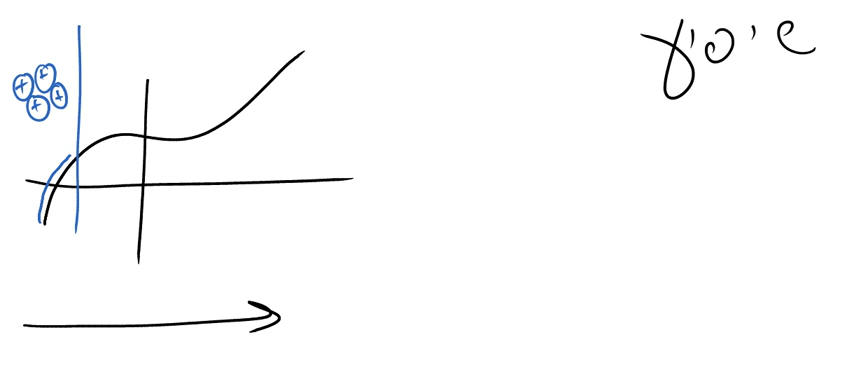 שיפוע
+ + + +